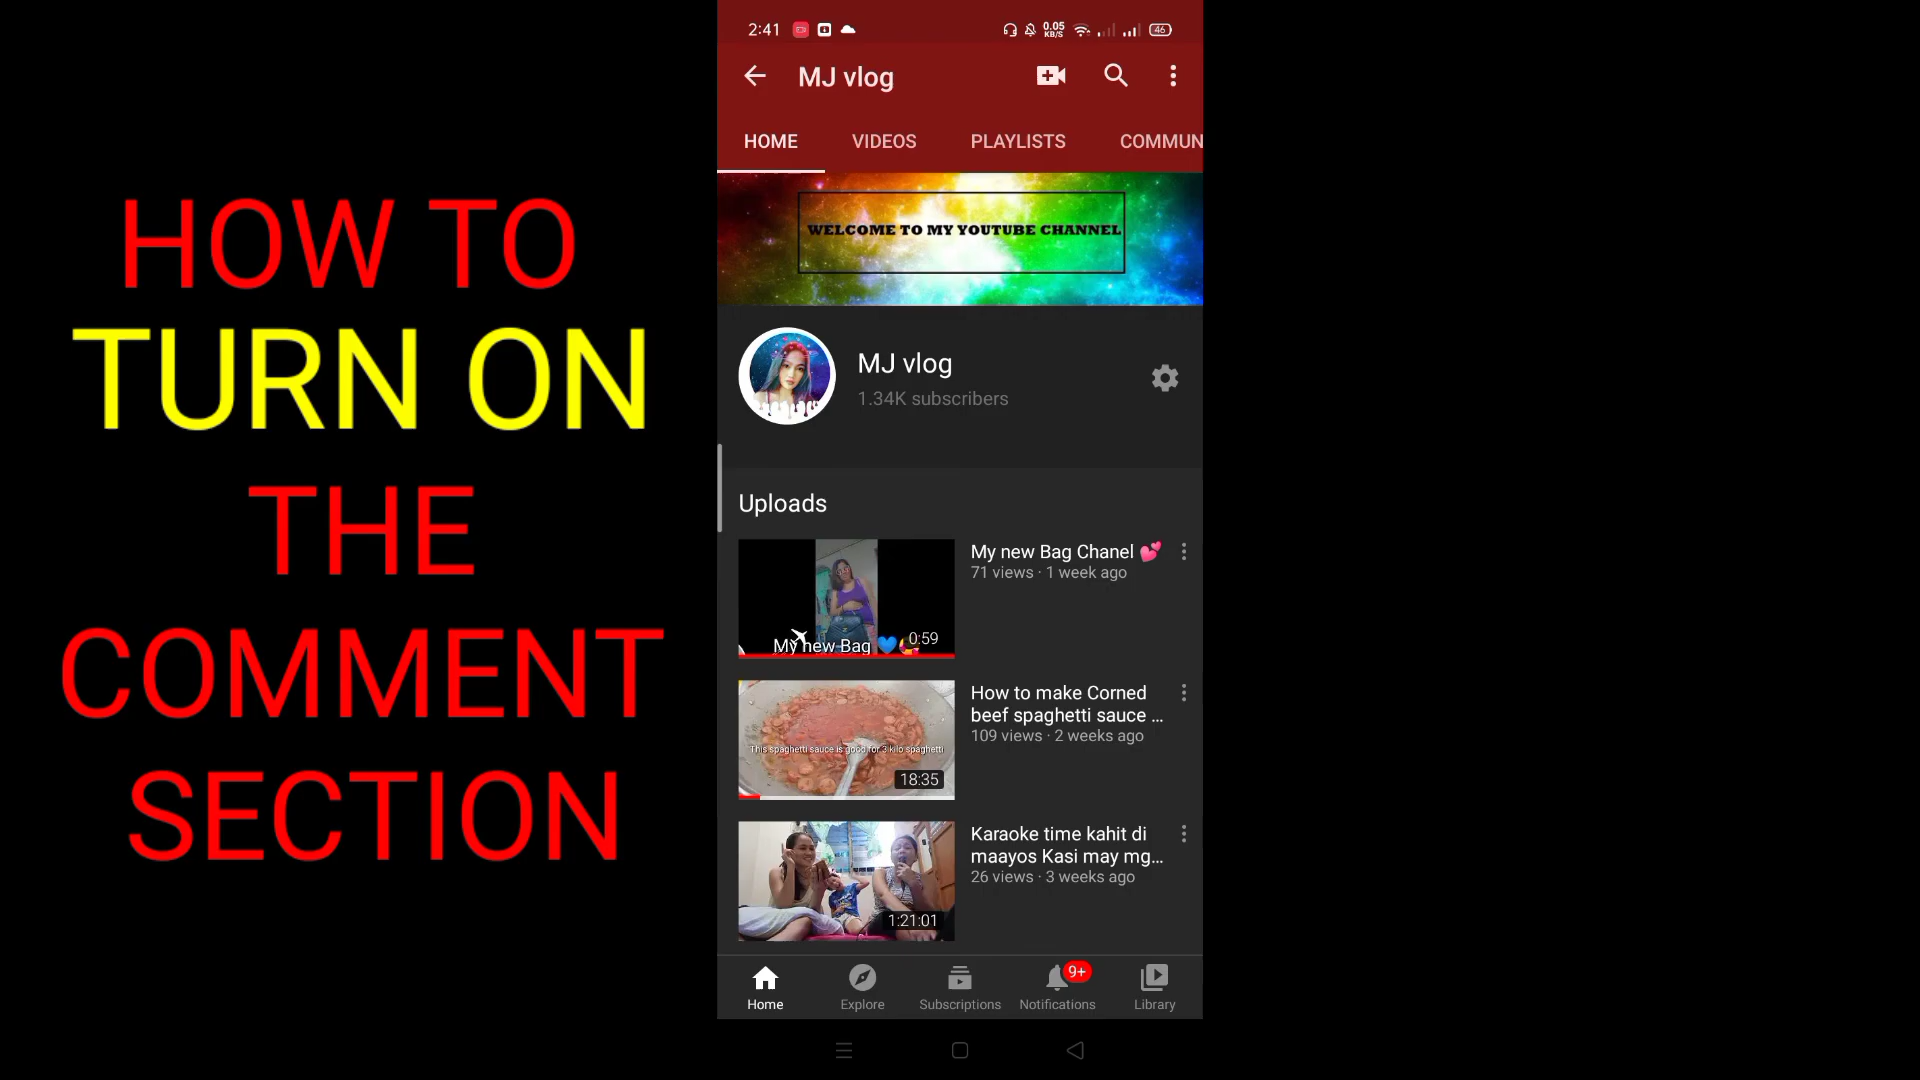 HOW TO
TURN ON
THE
COMMENT
SECTION
2:41
0.05
KB/S
46
MJ vlog
HOME VIDEOS PLAYLISTS COMMUN
WELCOME TO MY YOUTUBE CHANNEL
MJ vlog
1.34K subscribers
Uploads
My new Bag 💙🥰
0:59
My new Bag Chanel 💕
71 views · 1 week ago
This spaghetti sauce is good for 3 kilo spaghetti
18:35
How to make Corned
beef spaghetti sauce ...
109 views · 2 weeks ago
1:21:01
Karaoke time kahit di
maayos Kasi may mg...
26 views · 3 weeks ago
9+
Home Explore Subscriptions Notifications Library